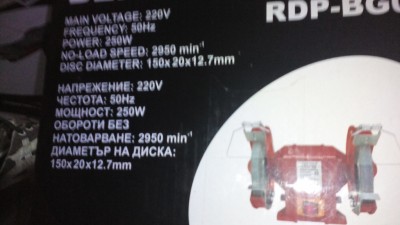 RDP-BG
MAIN VOLTAGE: 220V
FREQUENCY: 50Hz
POWER: 250W
NO-LOAD SPEED: 2950 min⁻¹
DISC DIAMETER: 150x20x12.7mm
НАПРЕЖЕНИЕ: 220V
ЧЕСТОТА: 50Hz
МОЩНОСТ: 250W
ОБОРОТИ БЕЗ
НАТОВАРВАНЕ: 2950 min⁻¹
ДИАМЕТЪР НА ДИСКА:
150x20x12.7mm